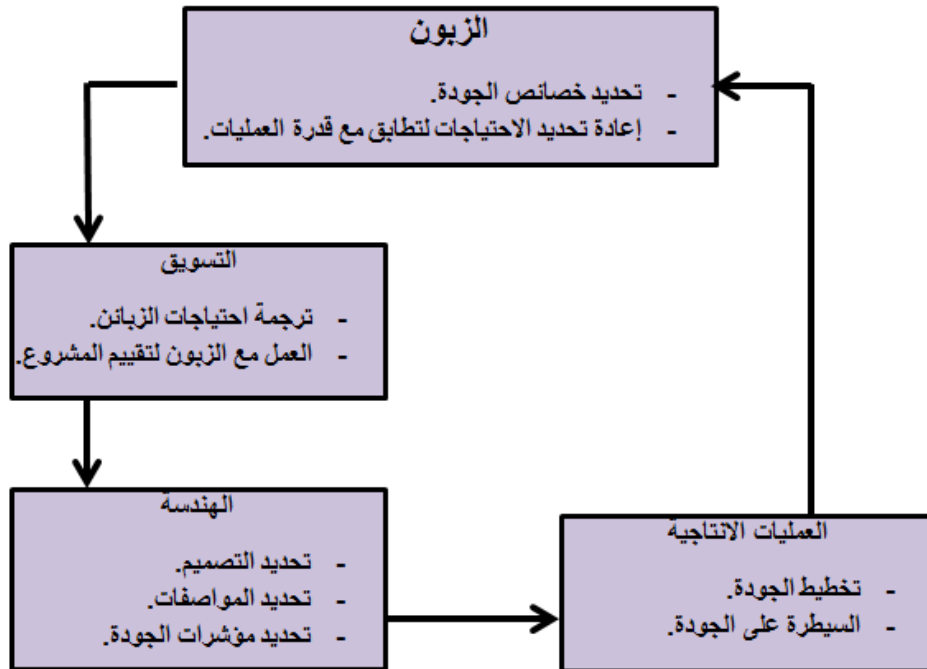 الزبون
- تحديد خصائص الجودة.
- إعادة تحديد الاحتياجات لتطابق مع قدرة العمليات.
التسويق
- ترجمة احتياجات الزبائن.
- العمل مع الزبون لتقييم المشروع.
الهندسة
- تحديد التصميم.
- تحديد المواصفات.
- تحديد مؤشرات الجودة.
العمليات الانتاجية
- تخطيط الجودة.
- السيطرة على الجودة.